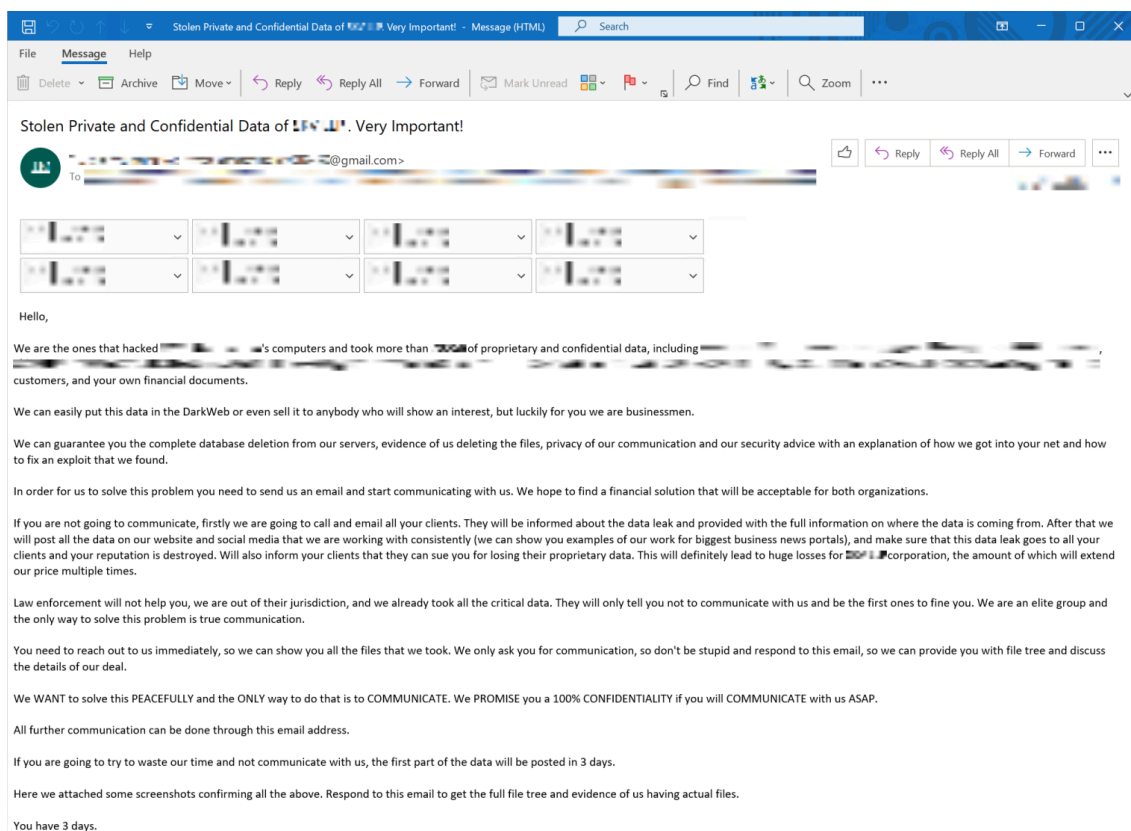 Stolen Private and Confidential Data of Very Important! - Message (HTML) Search
File Message Help
Delete Archive Move Reply Reply All Forward Mark Unread Find Zoom ...
Stolen Private and Confidential Data of . Very Important!
@gmail.com>
Reply Reply All Forward ...
To
Hello,
We are the ones that hacked 's computers and took more than of proprietary and confidential data, including ,
customers, and your own financial documents.
We can easily put this data in the DarkWeb or even sell it to anybody who will show an interest, but luckily for you we are businessmen.
We can guarantee you the complete database deletion from our servers, evidence of us deleting the files, privacy of our communication and our security advice with an explanation of how we got into your net and how
to fix an exploit that we found.
In order for us to solve this problem you need to send us an email and start communicating with us. We hope to find a financial solution that will be acceptable for both organizations.
If you are not going to communicate, firstly we are going to call and email all your clients. They will be informed about the data leak and provided with the full information on where the data is coming from. After that we
will post all the data on our website and social media that we are working with consistently (we can show you examples of our work for biggest business news portals), and make sure that this data leak goes to all your
clients and your reputation is destroyed. Will also inform your clients that they can sue you for losing their proprietary data. This will definitely lead to huge losses for corporation, the amount of which will extend
our price multiple times.
Law enforcement will not help you, we are out of their jurisdiction, and we already took all the critical data. They will only tell you not to communicate with us and be the first ones to fine you. We are an elite group and
the only way to solve this problem is true communication.
You need to reach out to us immediately, so we can show you all the files that we took. We only ask you for communication, so don't be stupid and respond to this email, so we can provide you with file tree and discuss
the details of our deal.
We WANT to solve this PEACEFULLY and the ONLY way to do that is to COMMUNICATE. We PROMISE you a 100% CONFIDENTIALITY if you will COMMUNICATE with us ASAP.
All further communication can be done through this email address.
If you are going to try to waste our time and not communicate with us, the first part of the data will be posted in 3 days.
Here we attached some screenshots confirming all the above. Respond to this email to get the full file tree and evidence of us having actual files.
You have 3 days.